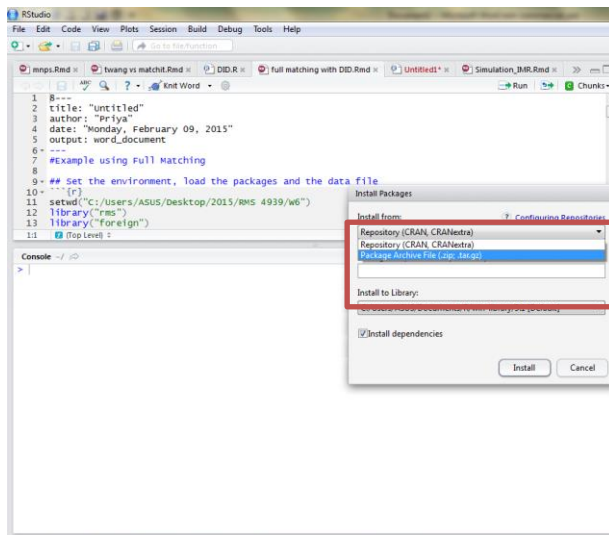 RStudio
File Edit Code View Plots Session Build Debug Tools Help
Go to file/function
mnps.Rmd × twang vs matchit.Rmd × DID.R × full matching with DID.Rmd × Untitled1* × Simulation_IMR.Rmd ×
ABC ? Knit Word Run Chunks
1 8---
2 title: "Untitled"
3 author: "Priya"
4 date: "Monday, February 09, 2015"
5 output: word_document
6 ---
7 #Example using Full Matching
8
9 ## Set the environment, load the packages and the data file
10 ```{r}
11 setwd("C:/Users/ASUS/Desktop/2015/RMS 4939/W6")
12 library("rms")
13 library("foreign")
1:1 (Top Level)
Console ~/
>
Install Packages
Install from: ? Configuring Repositories
Repository (CRAN, CRANextra)
Repository (CRAN, CRANextra)
Package Archive File (.zip; .tar.gz)
Install to Library:
Install dependencies
Install Cancel